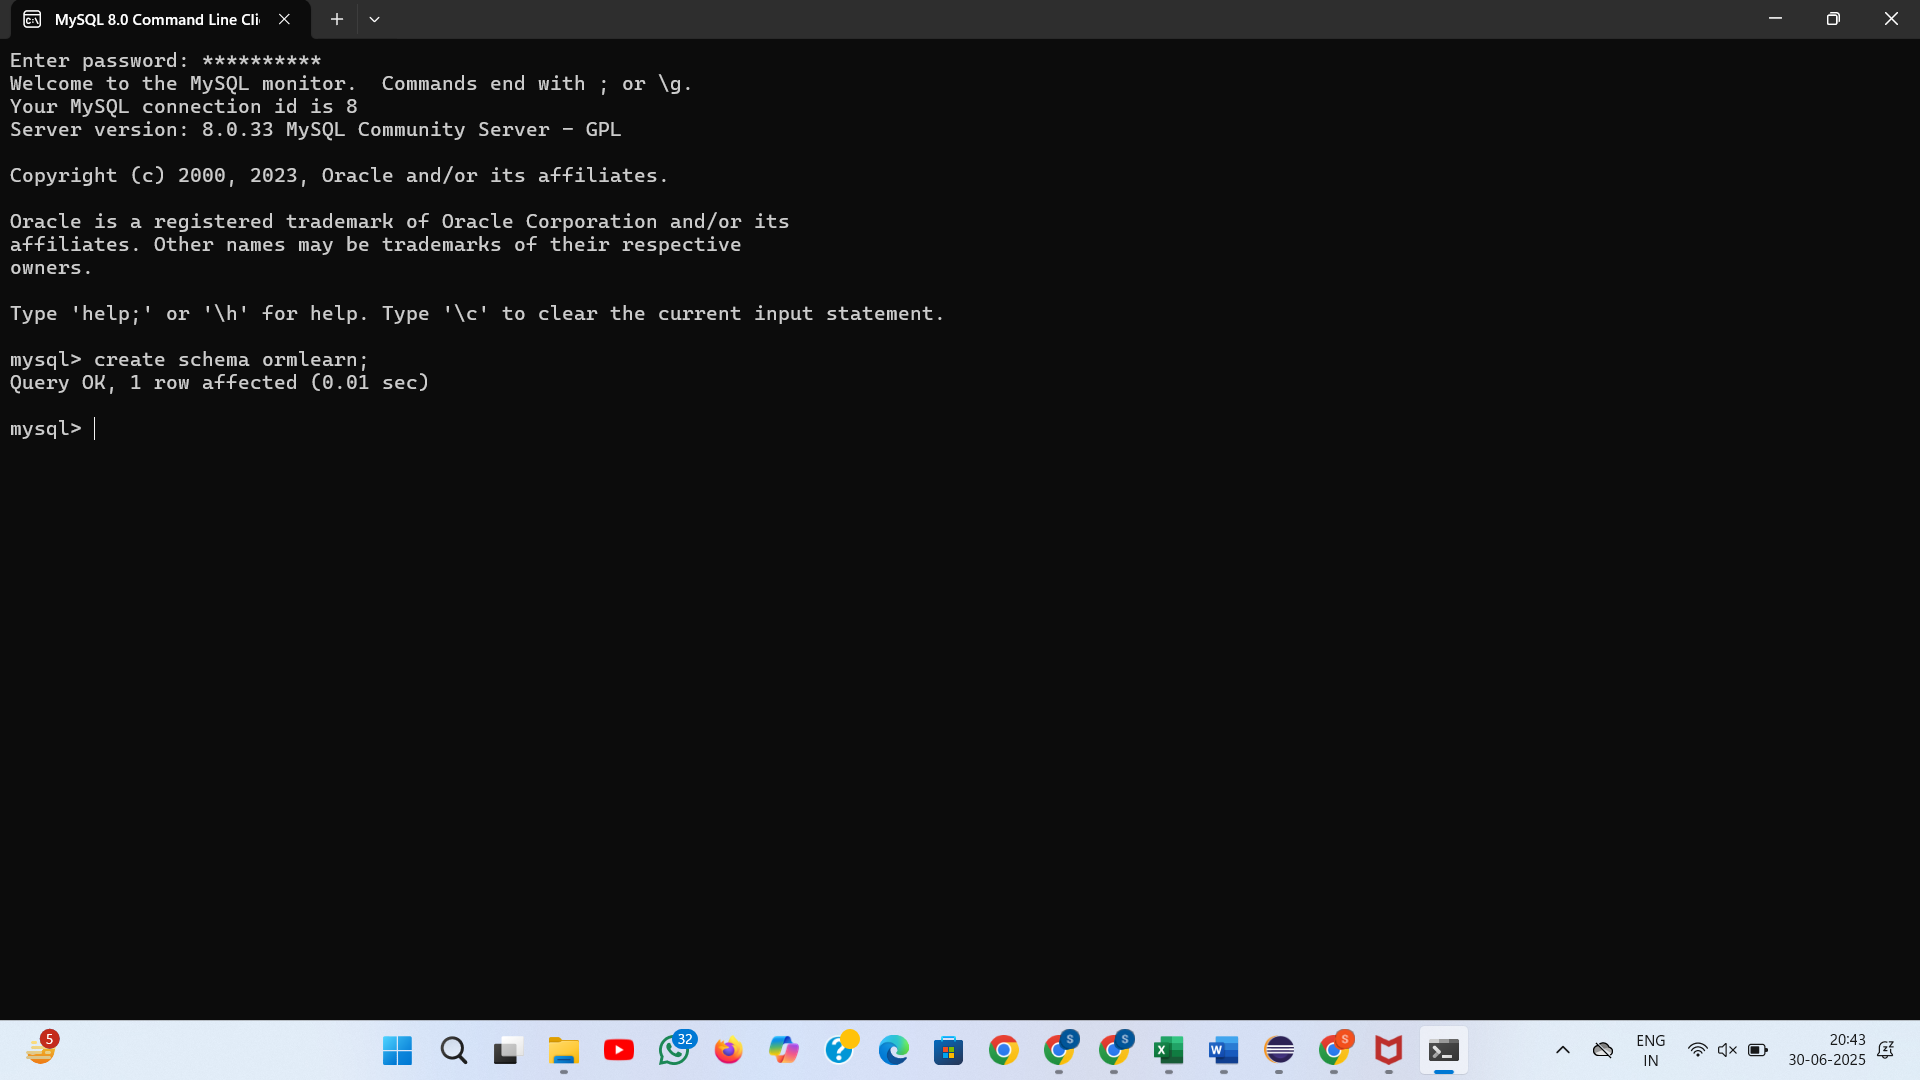 MySQL 8.0 Command Line Cli
Enter password: **********
Welcome to the MySQL monitor.  Commands end with ; or \g.
Your MySQL connection id is 8
Server version: 8.0.33 MySQL Community Server - GPL
Copyright (c) 2000, 2023, Oracle and/or its affiliates.
Oracle is a registered trademark of Oracle Corporation and/or its
affiliates. Other names may be trademarks of their respective
owners.
Type 'help;' or '\h' for help. Type '\c' to clear the current input statement.
mysql> create schema ormlearn;
Query OK, 1 row affected (0.01 sec)
mysql>
5
32
S
S
X
W
S
ENG
IN
20:43
30-06-2025